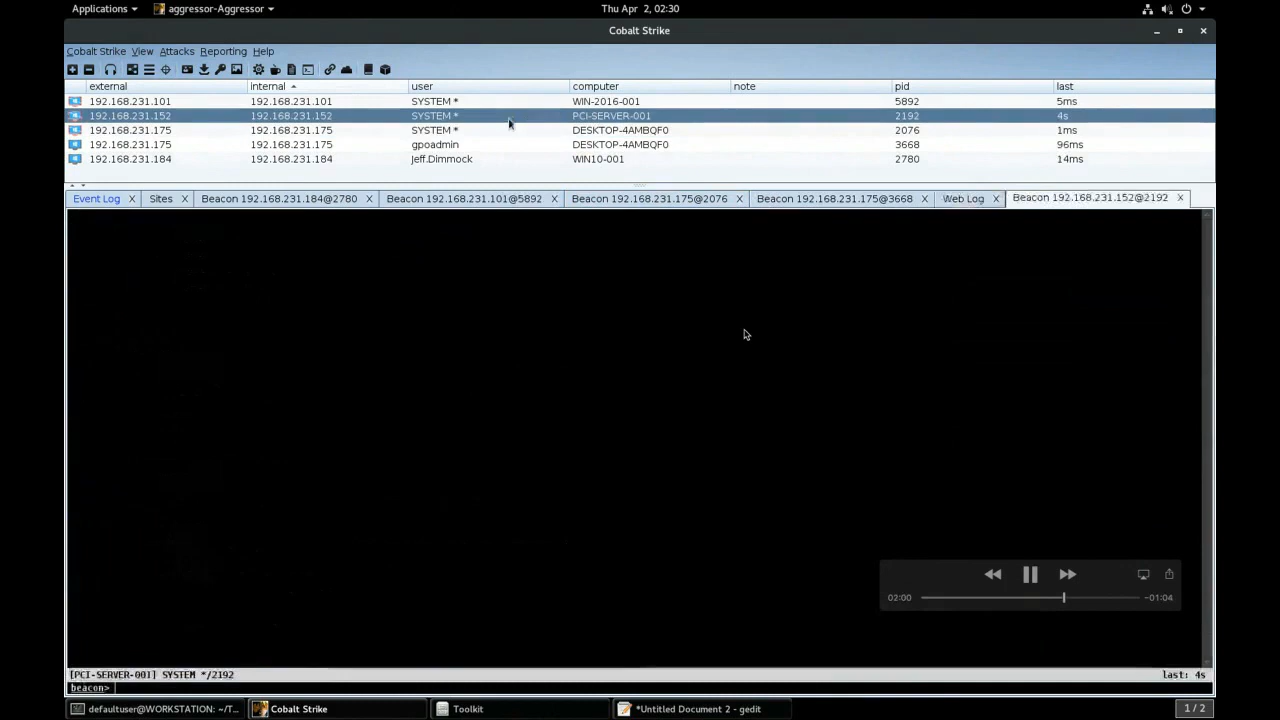 Applications aggressor-Aggressor Thu Apr 2, 02:30
Cobalt Strike
Cobalt Strike View Attacks Reporting Help
external internal user computer note pid last
192.168.231.101 192.168.231.101 SYSTEM * WIN-2016-001 5892 5ms
192.168.231.152 192.168.231.152 SYSTEM * PCI-SERVER-001 2192 4s
192.168.231.175 192.168.231.175 SYSTEM * DESKTOP-4AMBQF0 2076 1ms
192.168.231.175 192.168.231.175 gpoadmin DESKTOP-4AMBQF0 3668 96ms
192.168.231.184 192.168.231.184 Jeff.Dimmock WIN10-001 2780 14ms
Event Log X Sites X Beacon 192.168.231.184@2780 X Beacon 192.168.231.101@5892 X Beacon 192.168.231.175@2076 X Beacon 192.168.231.175@3668 X Web Log X Beacon 192.168.231.152@2192 X
02:00 -01:04
[PCI-SERVER-001] SYSTEM */2192 last: 4s
beacon>
defaultuser@WORKSTATION: ~/T... Cobalt Strike Toolkit *Untitled Document 2 - gedit 1 / 2